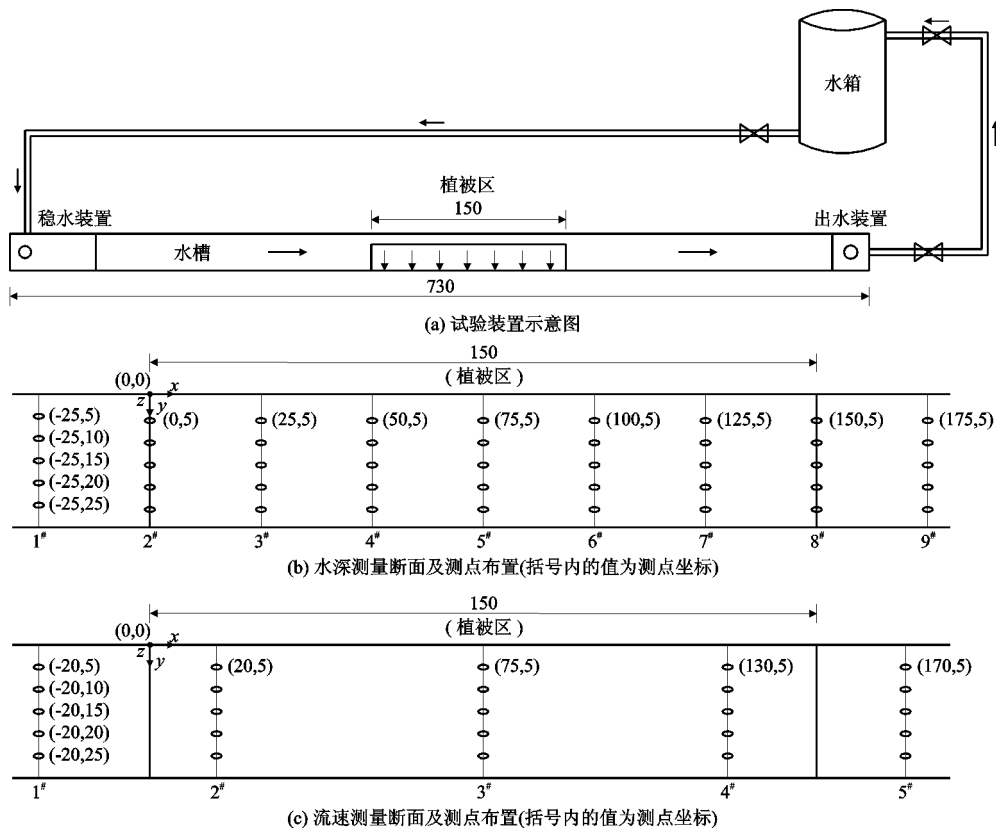 水箱
植被区
150
稳水装置
出水装置
水槽
730
(a) 试验装置示意图
150
(植被区)
(0,0) x
z y
(-25,5) (0,5) (25,5) (50,5) (75,5) (100,5) (125,5) (150,5) (175,5)
(-25,10)
(-25,15)
(-25,20)
(-25,25)
1# 2# 3# 4# 5# 6# 7# 8# 9#
(b) 水深测量断面及测点布置(括号内的值为测点坐标)
150
(植被区)
(0,0) x
z y
(-20,5) (20,5) (75,5) (130,5) (170,5)
(-20,10)
(-20,15)
(-20,20)
(-20,25)
1# 2# 3# 4# 5#
(c) 流速测量断面及测点布置(括号内的值为测点坐标)